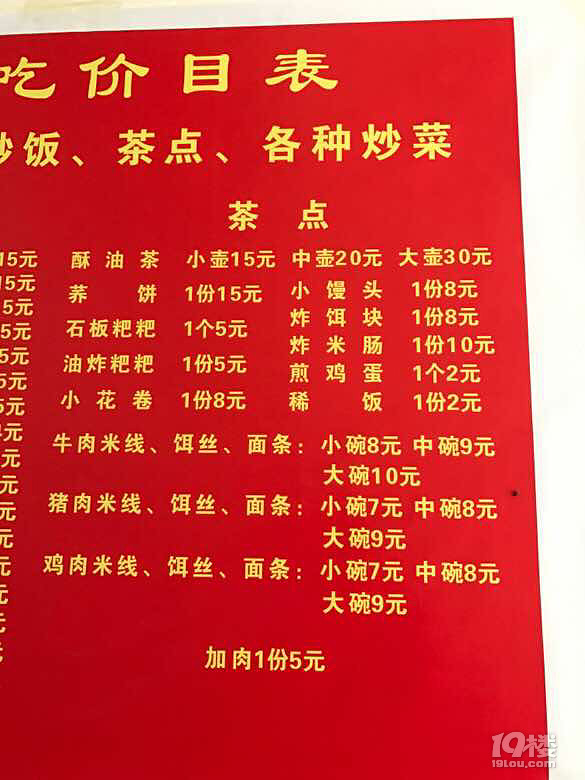 吃价目表
炒饭、茶点、各种炒菜
茶 点
酥油茶 小壶15元 中壶20元 大壶30元
荞饼 1份15元 小馒头 1份8元
石板粑粑 1个5元 炸饵块 1份8元
炸米肠 1份10元
油炸粑粑 1份5元 煎鸡蛋 1个2元
小花卷 1份8元 稀饭 1份2元
牛肉米线、饵丝、面条：小碗8元 中碗9元
大碗10元
猪肉米线、饵丝、面条：小碗7元 中碗8元
大碗9元
鸡肉米线、饵丝、面条：小碗7元 中碗8元
大碗9元
加肉1份5元
19楼
19lou.com